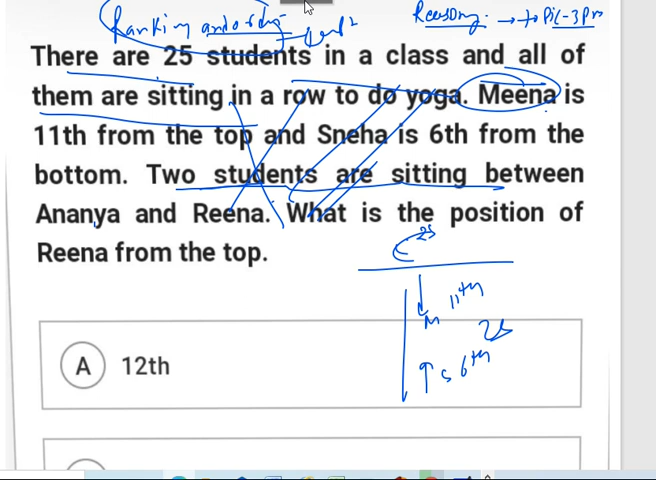 Ranking and order
Reasoning
There are 25 students in a class and all of
them are sitting in a row to do yoga. Meena is
11th from the top and Sneha is 6th from the
bottom. Two students are sitting between
Ananya and Reena. What is the position of
Reena from the top.
25
11th
M
25
S 6th
A 12th